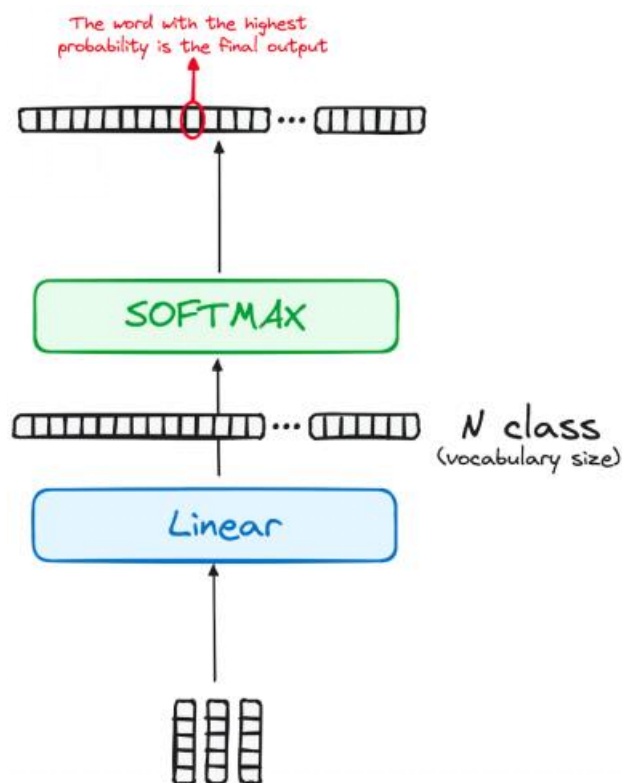 The word with the highest
probability is the final output
...
SOFTMAX
...
N class
(vocabulary size)
Linear